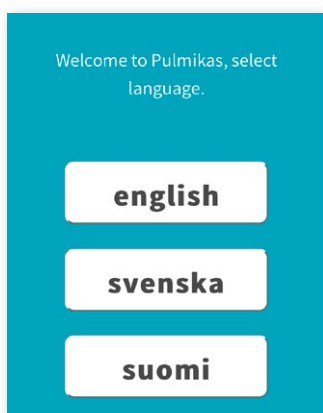 Welcome to Pulmikas, select
language.
english
svenska
suomi